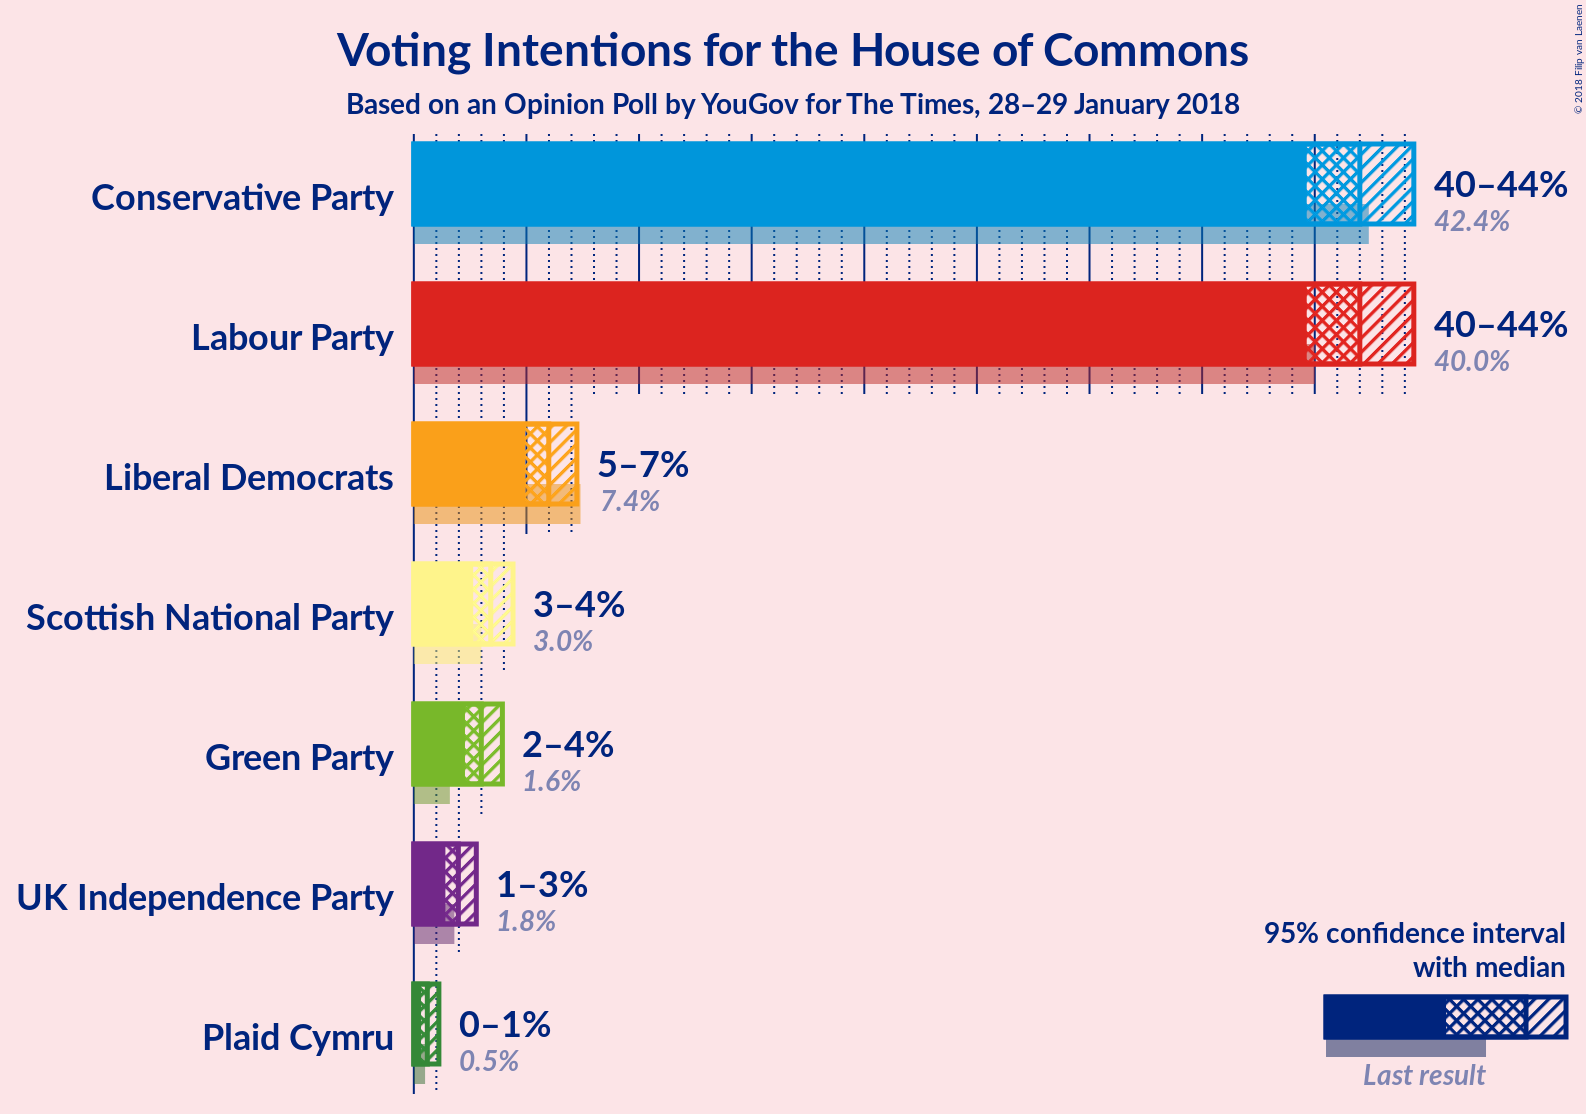 Voting Intentions for the House of Commons
Based on an Opinion Poll by YouGov for The Times, 28–29 January 2018
© 2018 Filip van Laenen
Conservative Party
40–44%
42.4%
Labour Party
40–44%
40.0%
Liberal Democrats
5–7%
7.4%
Scottish National Party
3–4%
3.0%
Green Party
2–4%
1.6%
UK Independence Party
1–3%
1.8%
Plaid Cymru
0–1%
0.5%
95% confidence interval
with median
Last result